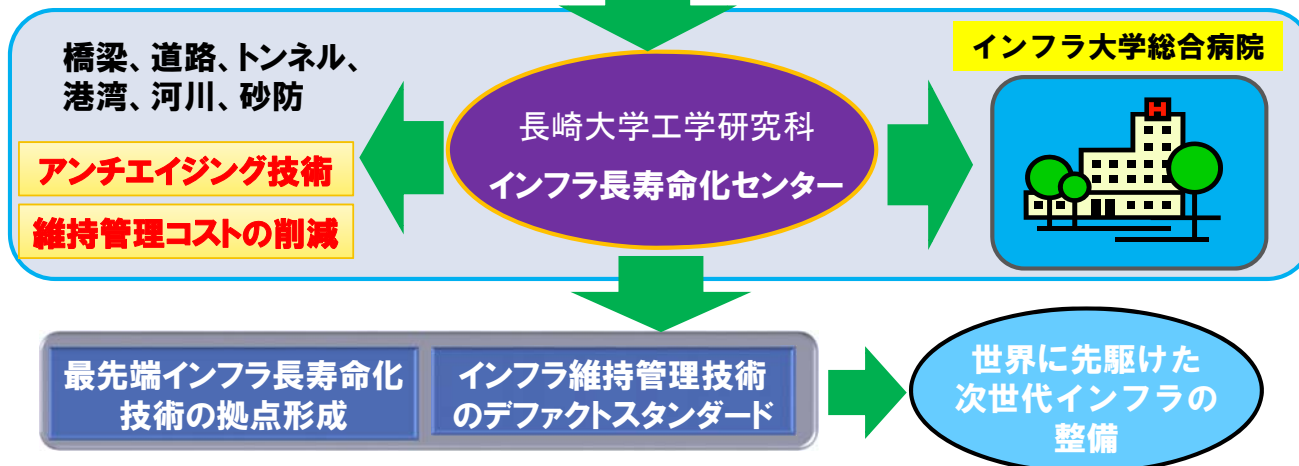 橋梁、道路、トンネル、
港湾、河川、砂防
アンチエイジング技術
維持管理コストの削減
長崎大学工学研究科
インフラ長寿命化センター
インフラ大学総合病院
H
最先端インフラ長寿命化
技術の拠点形成
インフラ維持管理技術
のデファクトスタンダード
世界に先駆けた
次世代インフラの
整備